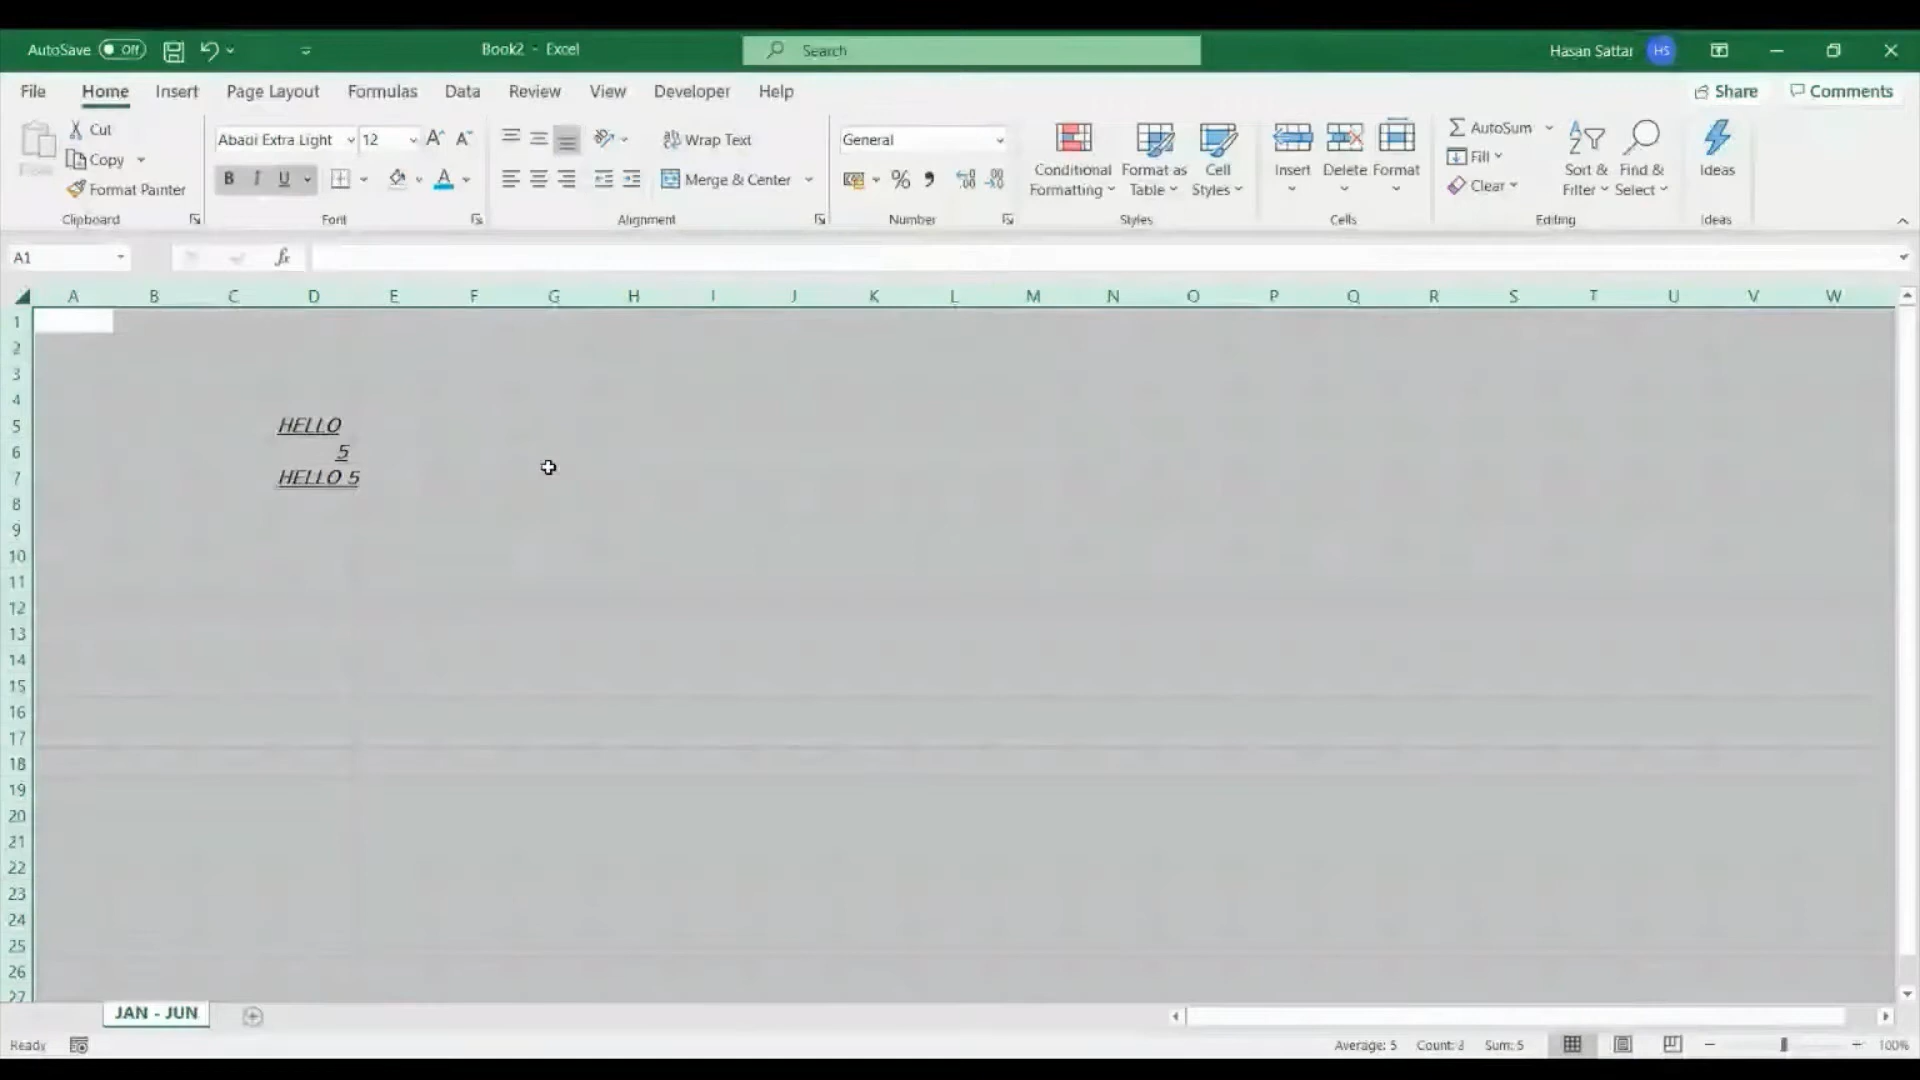 AutoSave Off Book2 - Excel Search Hasan Sattar HS
File Home Insert Page Layout Formulas Data Review View Developer Help Share Comments
Cut
Copy
Format Painter
Clipboard
Abadi Extra Light 12
B I U
Font
Wrap Text
Merge & Center
Alignment
General
Number
Conditional Formatting
Format as Table
Cell Styles
Styles
Insert Delete Format
Cells
AutoSum
Fill
Clear
Sort & Filter
Find & Select
Editing
Ideas
Ideas
A1 fx
A B C D E F G H I J K L M N O P Q R S T U V W
1
2
3
4
5 HELLO
6 5
7 HELLO 5
8
9
10
11
12
13
14
15
16
17
18
19
20
21
22
23
24
25
26
27
JAN - JUN
Ready Average: 5 Sum: 5 100%